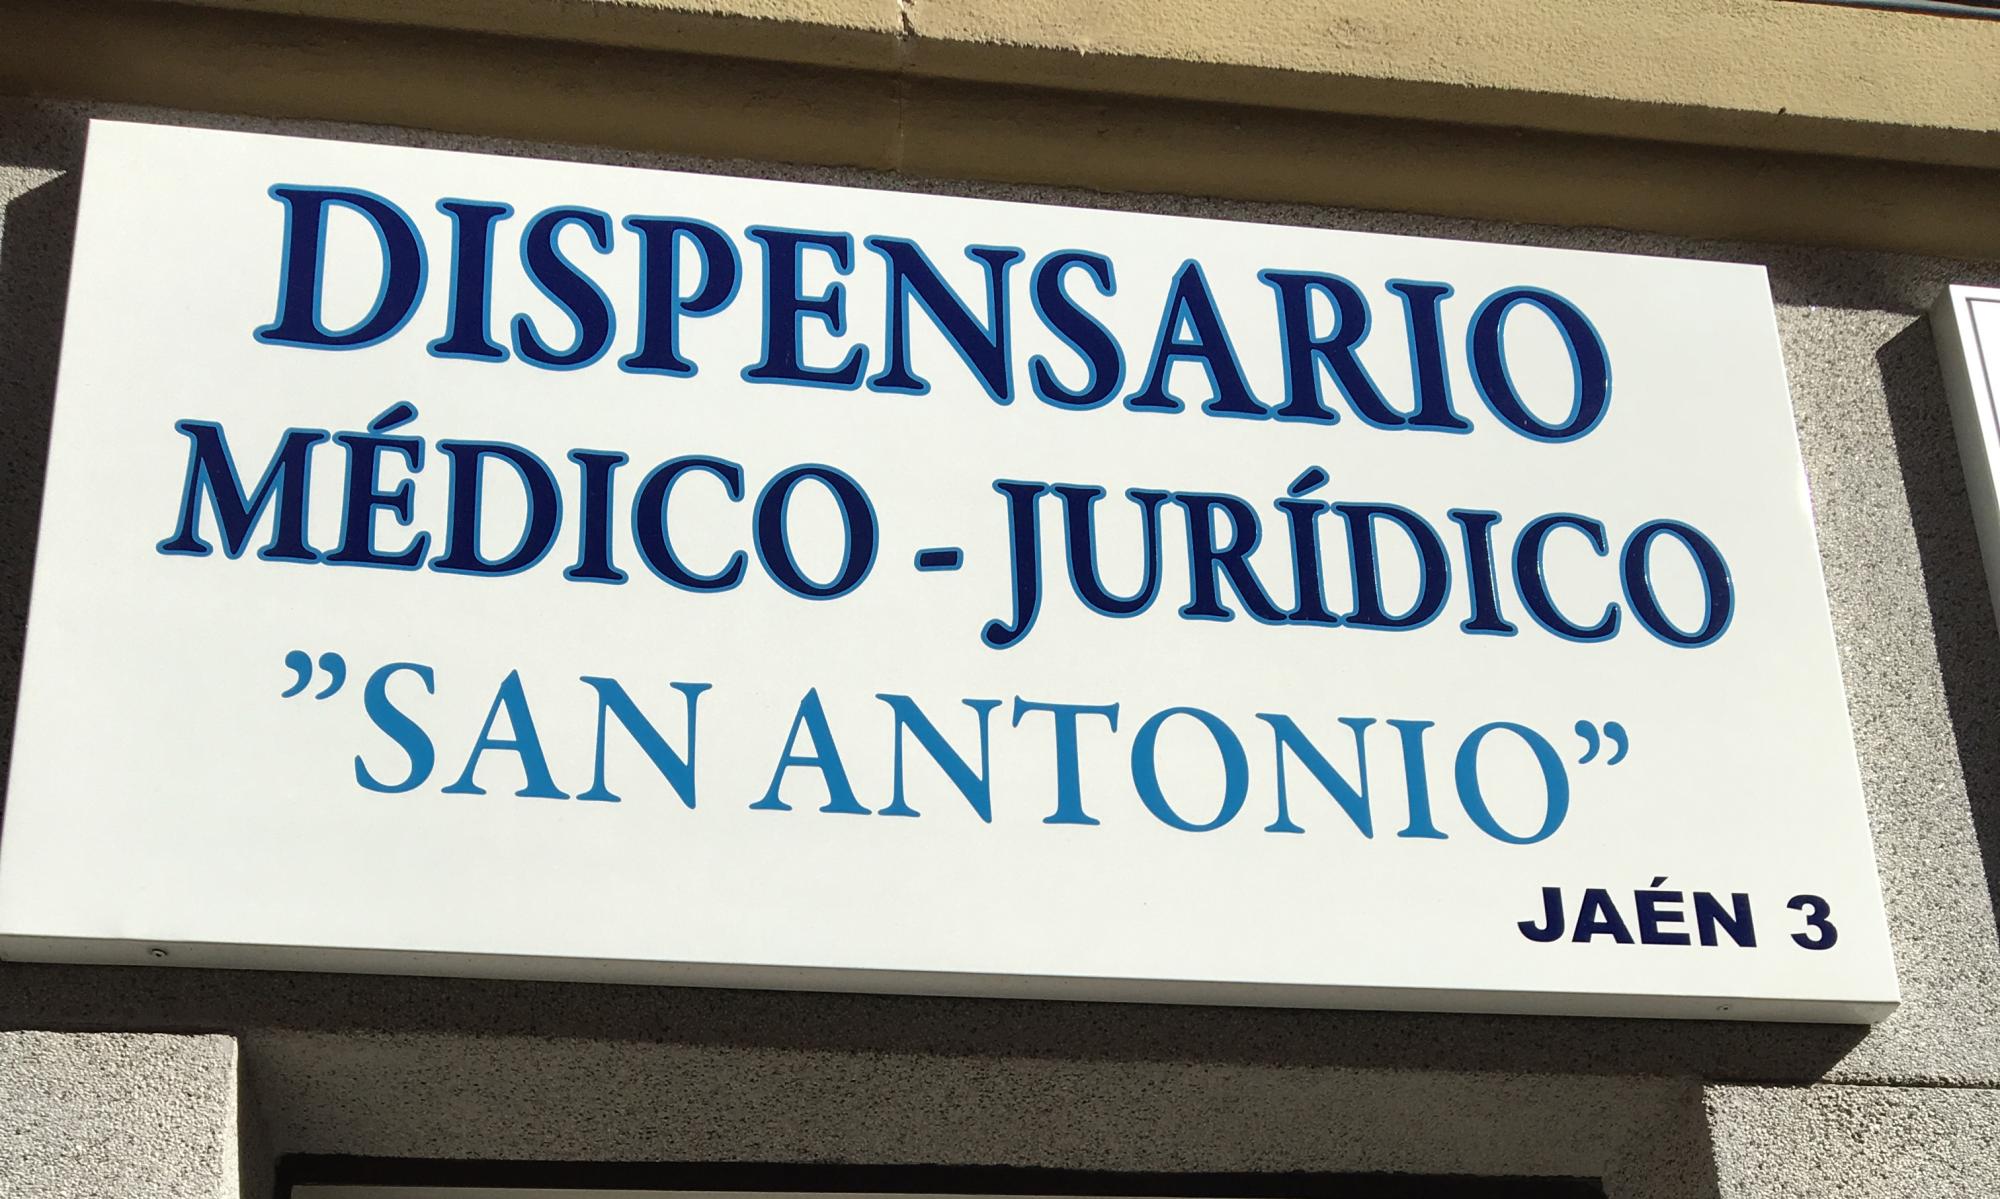 DISPENSARIO
MÉDICO - JURÍDICO
”SAN ANTONIO”
JAÉN 3